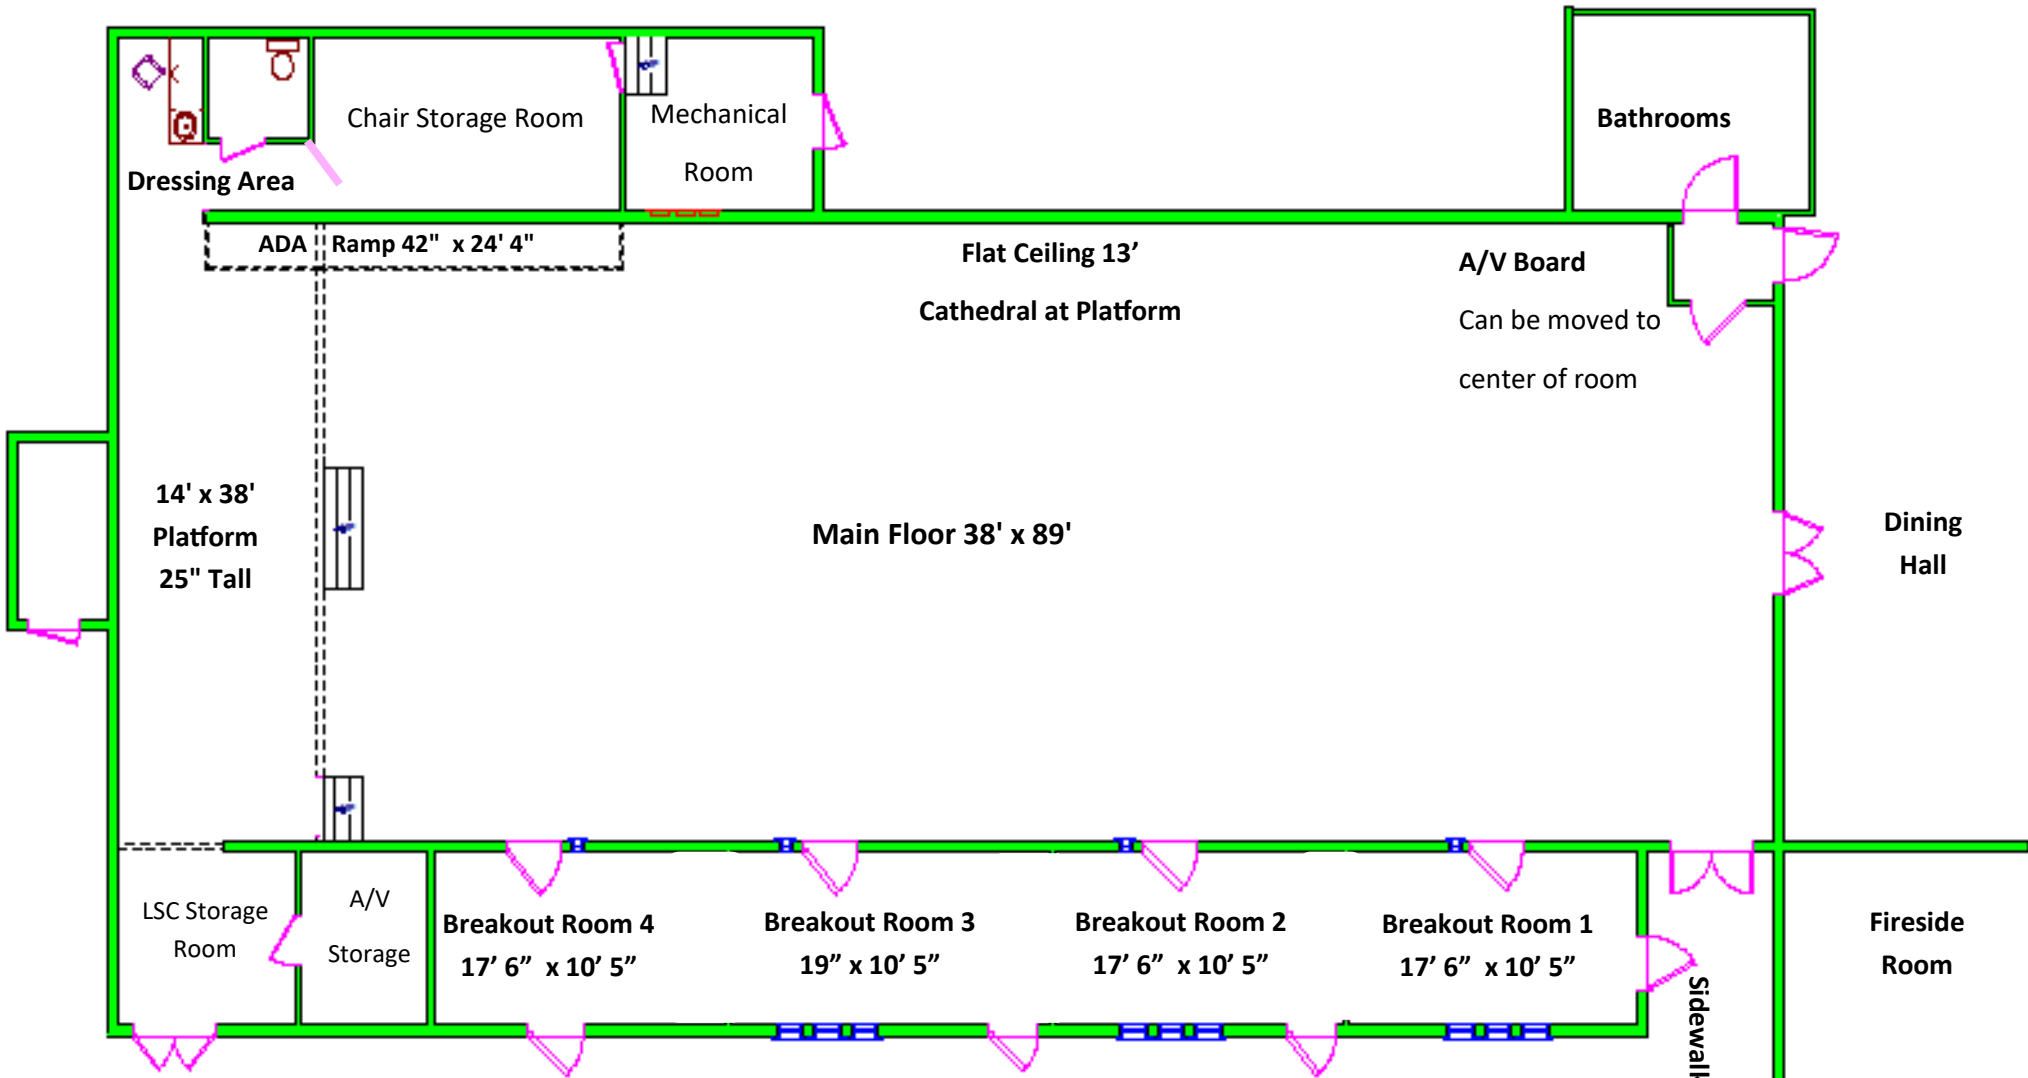 Chair Storage Room
Mechanical
Room
Bathrooms
Dressing Area
ADA Ramp 42" x 24' 4"
Flat Ceiling 13’
Cathedral at Platform
A/V Board
Can be moved to
center of room
14' x 38'
Platform
25" Tall
Main Floor 38' x 89'
Dining
Hall
LSC Storage
Room
A/V
Storage
Breakout Room 4
17’ 6” x 10’ 5”
Breakout Room 3
19” x 10’ 5”
Breakout Room 2
17’ 6” x 10’ 5”
Breakout Room 1
17’ 6” x 10’ 5”
Sidewalk
Fireside
Room